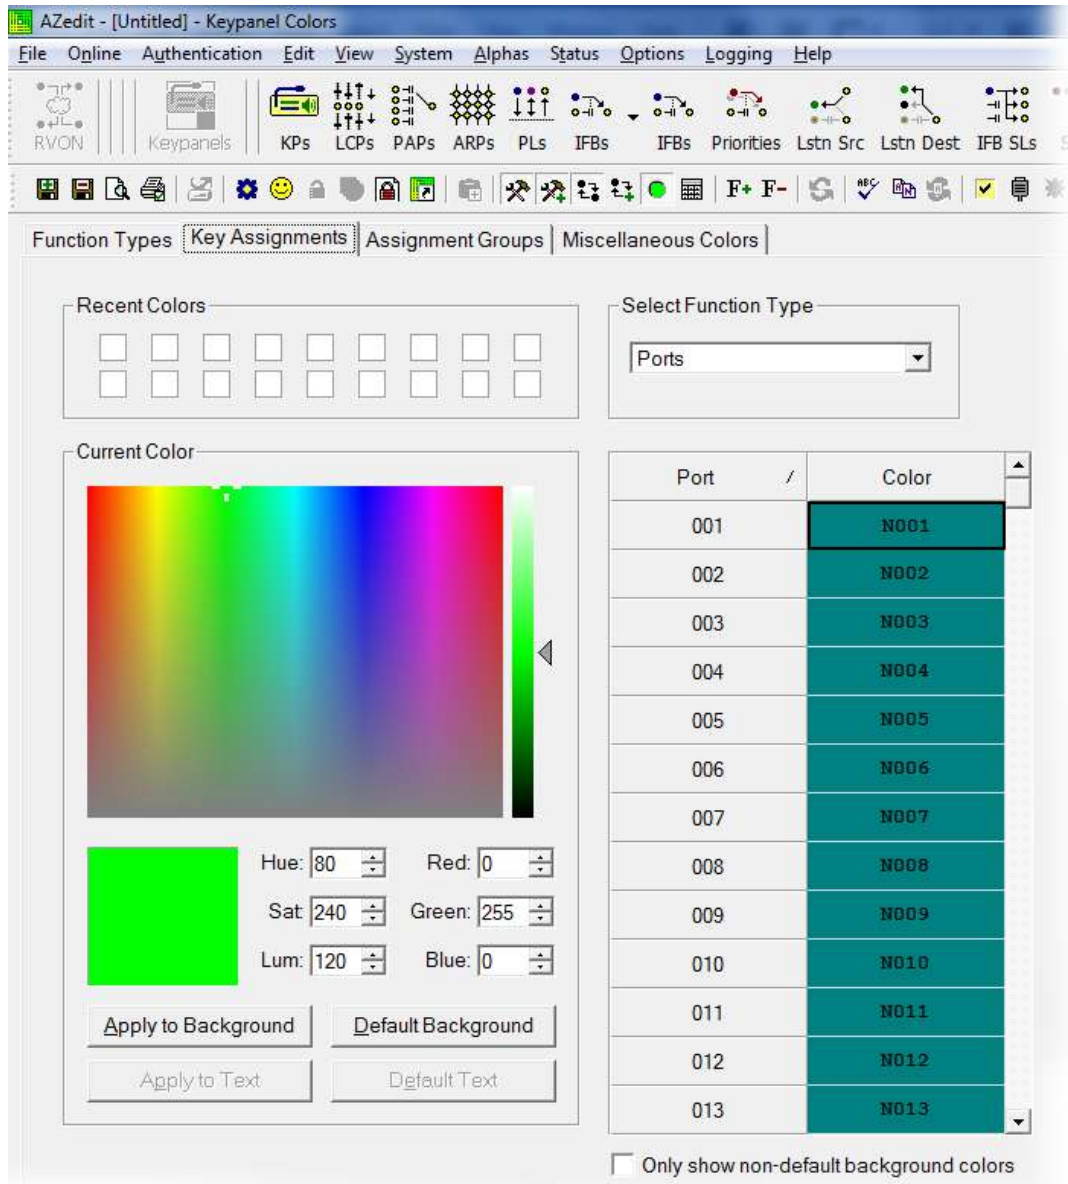 AZedit - [Untitled] - Keypanel Colors
File Online Authentication Edit View System Alphas Status Options Logging Help
RVON Keypanels KPs LCPs PAPs ARPs PLs IFBs IFBs Priorities Lstn Src Lstn Dest IFB SLs
F+ F- ABC
Function Types Key Assignments Assignment Groups Miscellaneous Colors
Recent Colors
Select Function Type
Ports
Current Color
Port / Color
001 N001
002 N002
003 N003
004 N004
005 N005
006 N006
007 N007
008 N008
009 N009
010 N010
011 N011
012 N012
013 N013
Hue: 80 Red: 0
Sat: 240 Green: 255
Lum: 120 Blue: 0
Apply to Background Default Background
Apply to Text Default Text
Only show non-default background colors